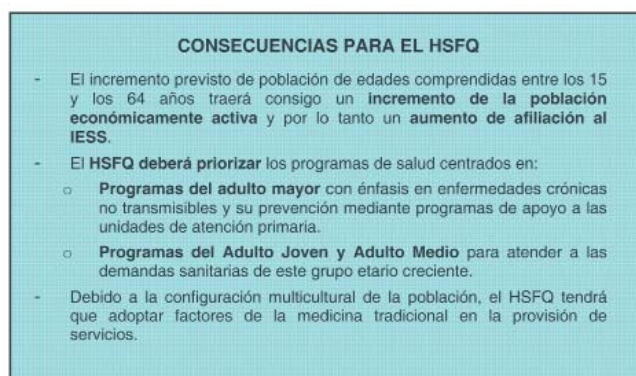 CONSECUENCIAS PARA EL HSFQ
- El incremento previsto de población de edades comprendidas entre los 15
y los 64 años traerá consigo un incremento de la población
económicamente activa y por lo tanto un aumento de afiliación al
IESS.
- El HSFQ deberá priorizar los programas de salud centrados en:
o Programas del adulto mayor con énfasis en enfermedades crónicas
no transmisibles y su prevención mediante programas de apoyo a las
unidades de atención primaria.
o Programas del Adulto Joven y Adulto Medio para atender a las
demandas sanitarias de este grupo etario creciente.
- Debido a la configuración multicultural de la población, el HSFQ tendrá
que adoptar factores de la medicina tradicional en la provisión de
servicios.